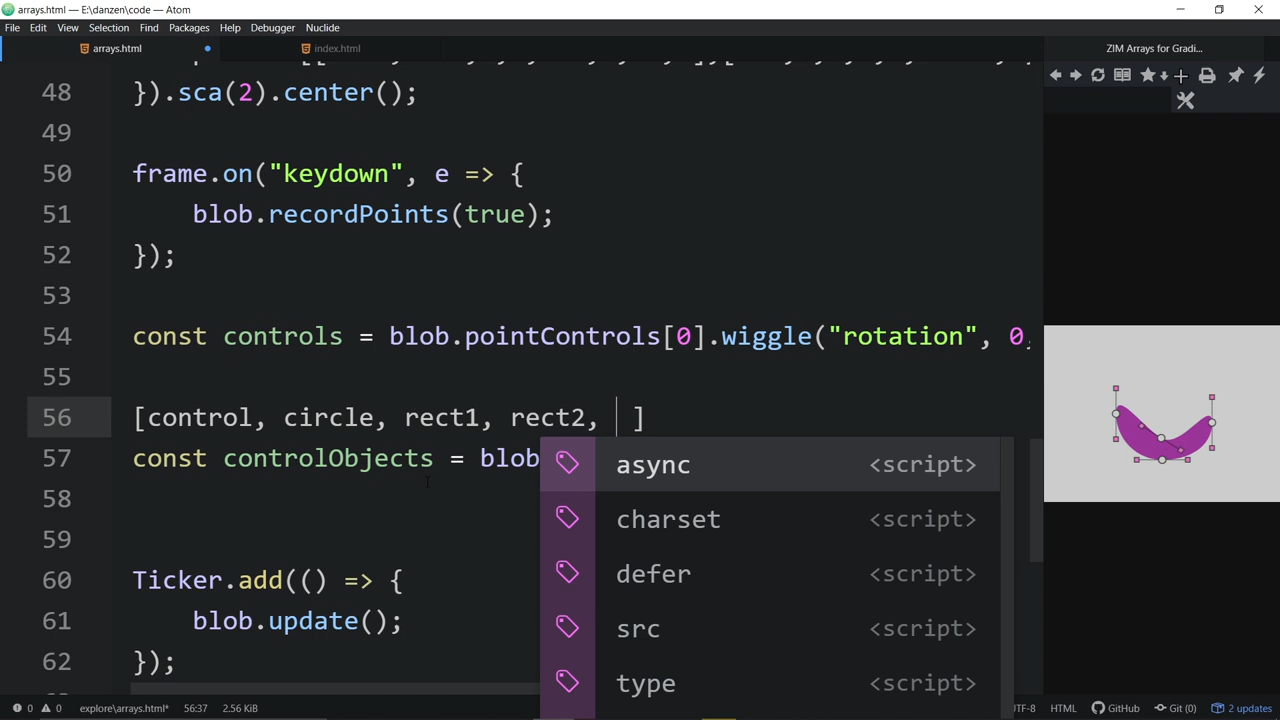 arrays.html — E:\danzen\code — Atom
File Edit View Selection Find Packages Help Debugger Nuclide
arrays.html
index.html
ZIM Arrays for Gradi...
48 }).sca(2).center();
49
50 frame.on("keydown", e => {
51 blob.recordPoints(true);
52 });
53
54 const controls = blob.pointControls[0].wiggle("rotation", 0,
55
56 [control, circle, rect1, rect2, ]
57 const controlObjects = blob
async <script>
58
charset <script>
59
defer <script>
60 Ticker.add(() => {
61 blob.update();
src <script>
62 });
type <script>
0 0 explore\arrays.html* 56:37 2.56 KiB
UTF-8 HTML GitHub Git (0) 2 updates